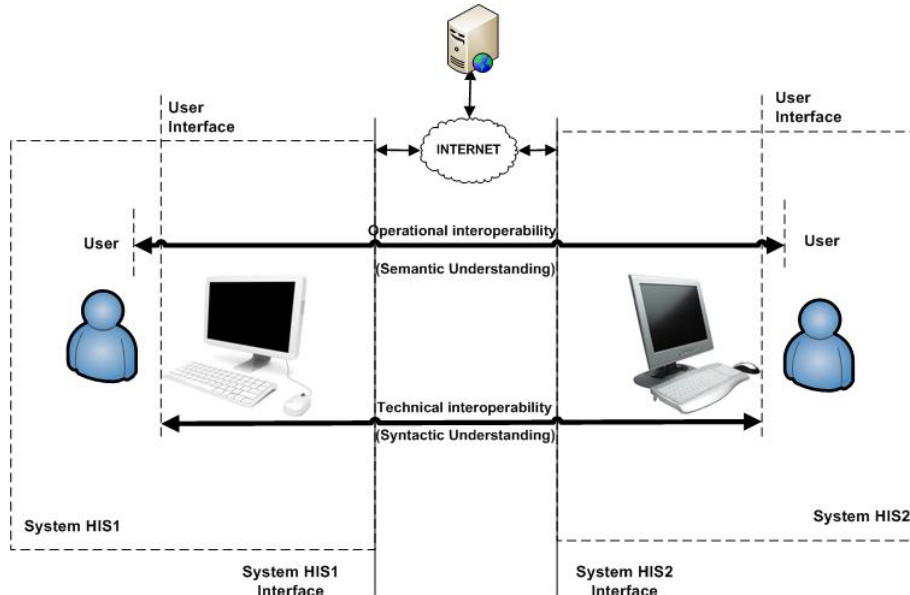 User
Interface
User
Interface
INTERNET
Operational interoperability
User
User
(Semantic Understanding)
Technical interoperability
(Syntactic Understanding)
System HIS1
System HIS2
System HIS1
Interface
System HIS2
Interface